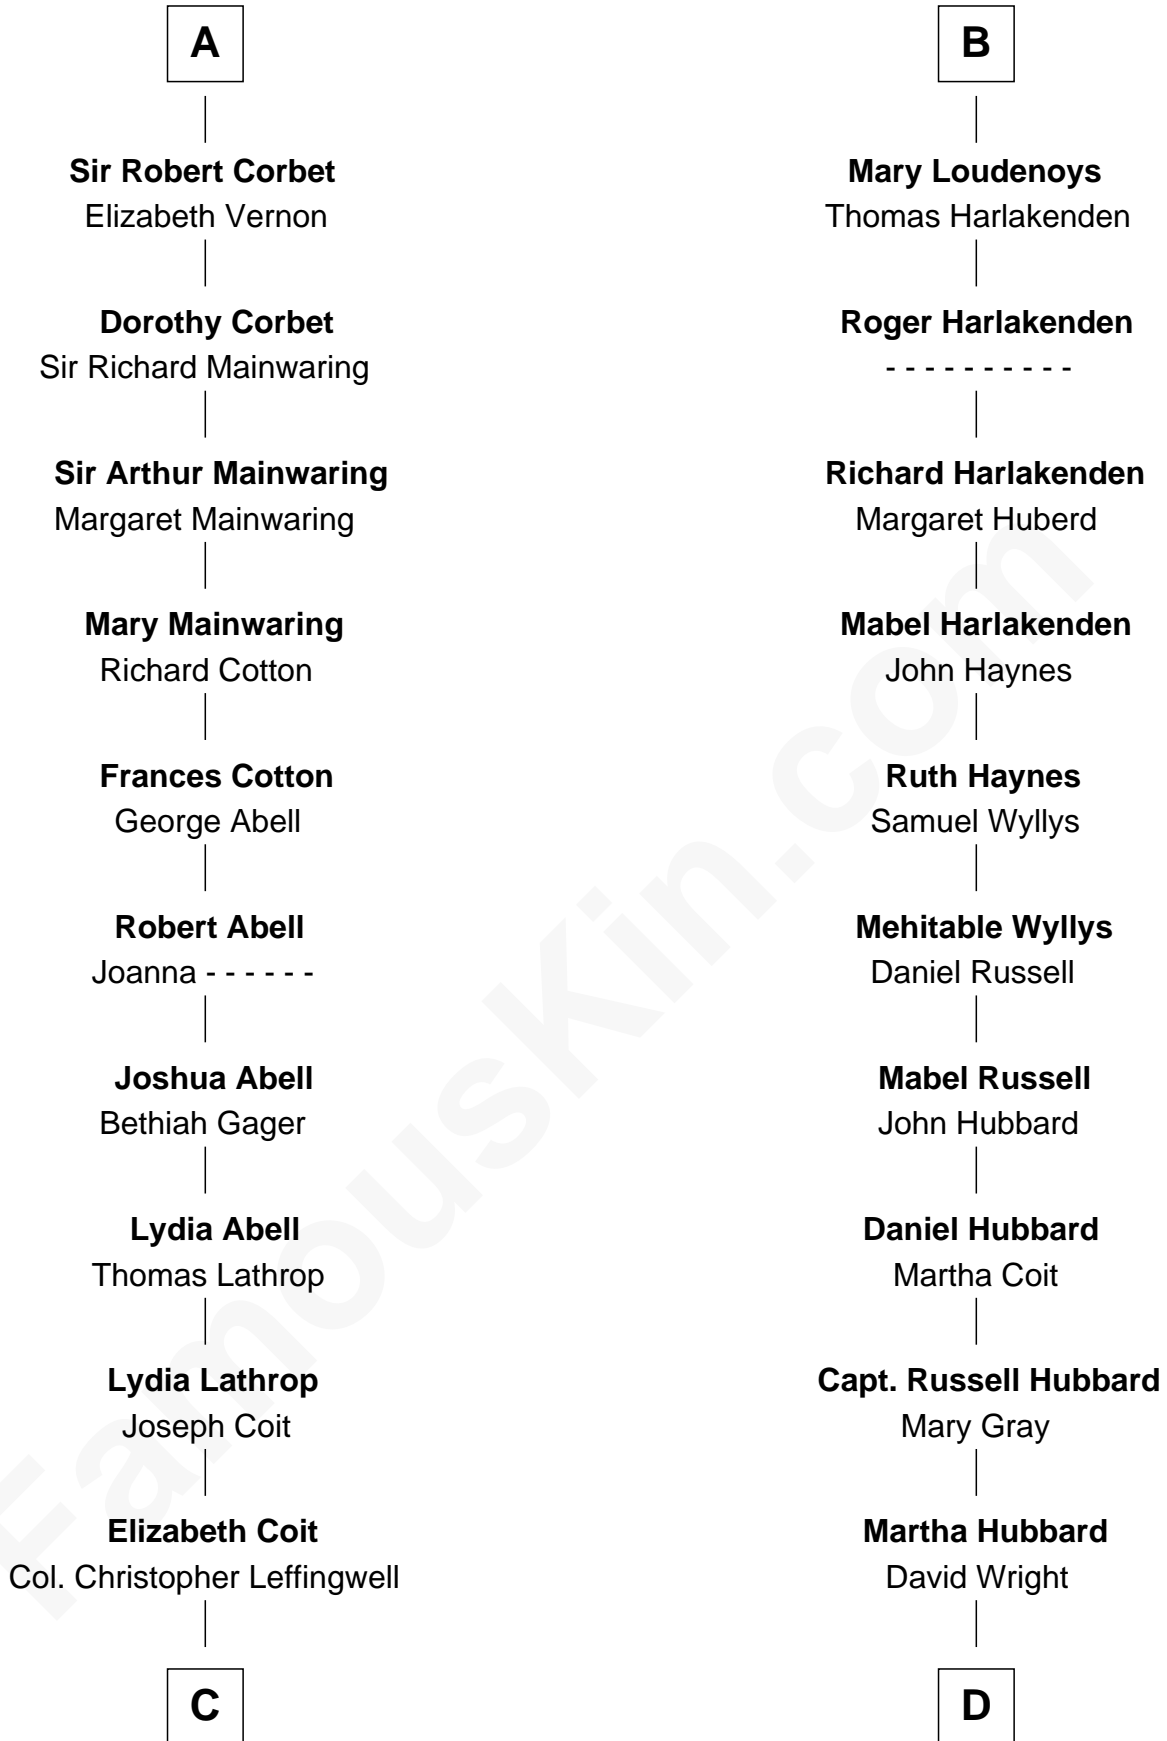 A
Sir Robert Corbet
Elizabeth Vernon
Dorothy Corbet
Sir Richard Mainwaring
Sir Arthur Mainwaring
Margaret Mainwaring
Mary Mainwaring
Richard Cotton
Frances Cotton
George Abell
Robert Abell
Joanna - - - - - -
Joshua Abell
Bethiah Gager
Lydia Abell
Thomas Lathrop
Lydia Lathrop
Joseph Coit
Elizabeth Coit
Col. Christopher Leffingwell
C
B
Mary Loudenoys
Thomas Harlakenden
Roger Harlakenden
- - - - - - - - - -
Richard Harlakenden
Margaret Huberd
Mabel Harlakenden
John Haynes
Ruth Haynes
Samuel Wyllys
Mehitable Wyllys
Daniel Russell
Mabel Russell
John Hubbard
Daniel Hubbard
Martha Coit
Capt. Russell Hubbard
Mary Gray
Martha Hubbard
David Wright
D
FamousKin.com